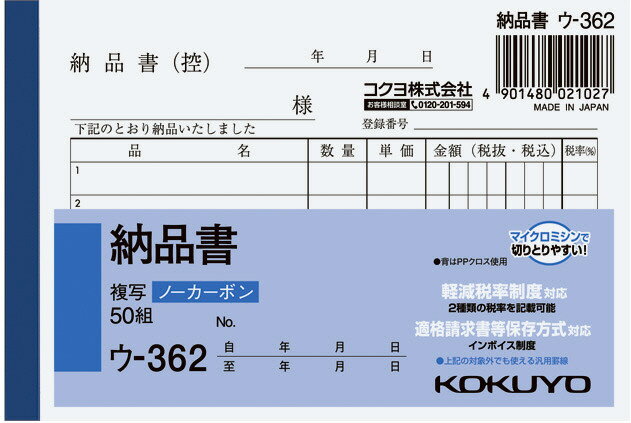 納品書 ウ-362
4 901480 021027
MADE IN JAPAN
納品書(控)
年 月 日
コクヨ株式会社
お客様相談室 0120-201-594
様
登録番号
下記のとおり納品いたしました
品 名 数量 単価 金額(税抜・税込) 税率(%)
1
2
納品書
マイクロミシンで
切りとりやすい!
●背はPPクロス使用
複写 ノーカーボン
50組
軽減税率制度対応
2種類の税率を記載可能
No.
適格請求書等保存方式対応
インボイス制度
ウ-362
自 年 月 日
至 年 月 日
●上記の対象外でも使える汎用罫線
KOKUYO